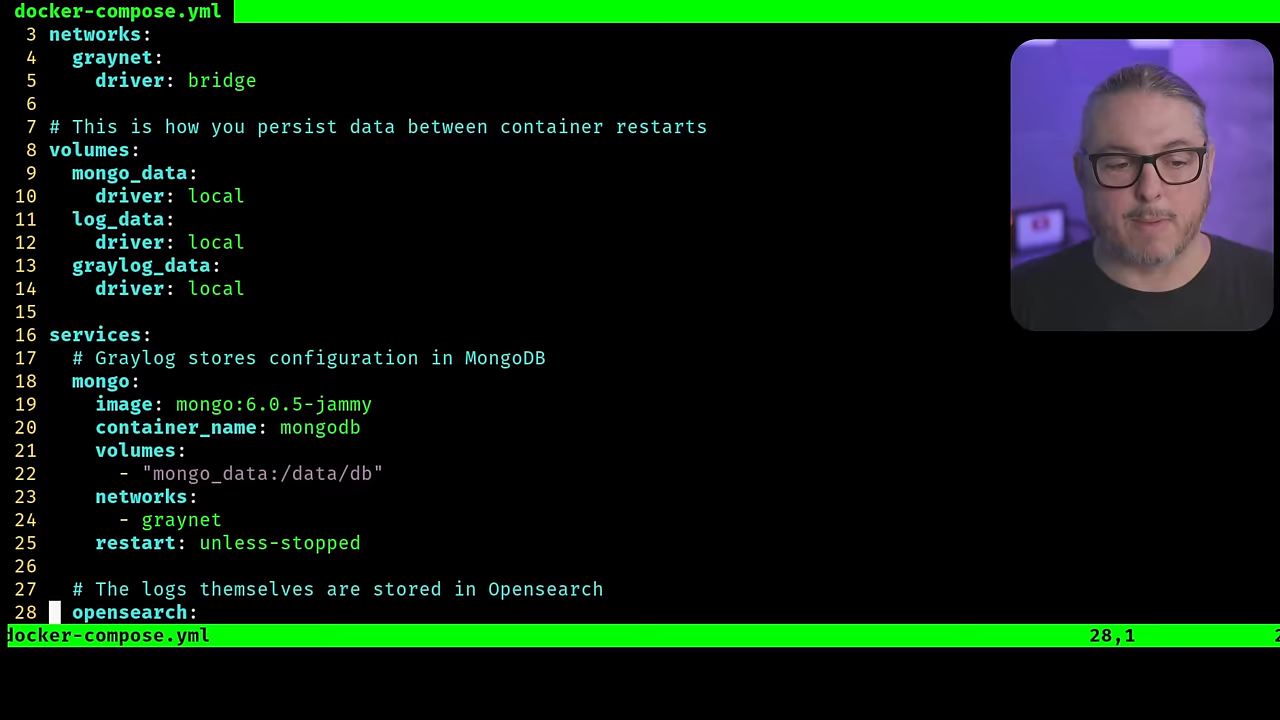 docker-compose.yml
3 networks:
4   graynet:
5     driver: bridge
6
7 # This is how you persist data between container restarts
8 volumes:
9   mongo_data:
10     driver: local
11   log_data:
12     driver: local
13   graylog_data:
14     driver: local
15
16 services:
17   # Graylog stores configuration in MongoDB
18   mongo:
19     image: mongo:6.0.5-jammy
20     container_name: mongodb
21     volumes:
22       - "mongo_data:/data/db"
23     networks:
24       - graynet
25     restart: unless-stopped
26
27   # The logs themselves are stored in Opensearch
28   opensearch:
docker-compose.yml 28,1